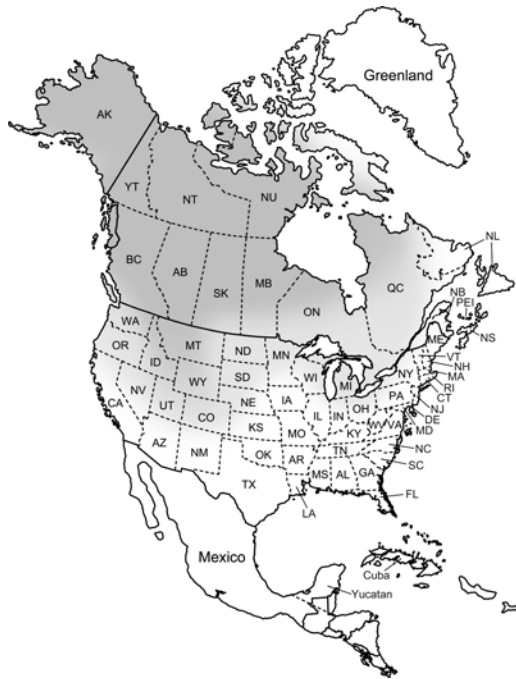 Greenland
AK
YT
NT
NU
NL
BC
AB
SK
MB
ON
QC
NB
PEI
NS
WA
OR
ID
MT
ND
MN
ME
VT
NH
MA
RI
CT
NJ
DE
MD
NY
PA
WI
MI
SD
WY
NV
CA
UT
CO
NE
IA
IL
IN
OH
WV
VA
KY
KS
MO
NC
TN
SC
AZ
NM
OK
AR
MS
AL
GA
TX
LA
FL
Mexico
Cuba
Yucatan